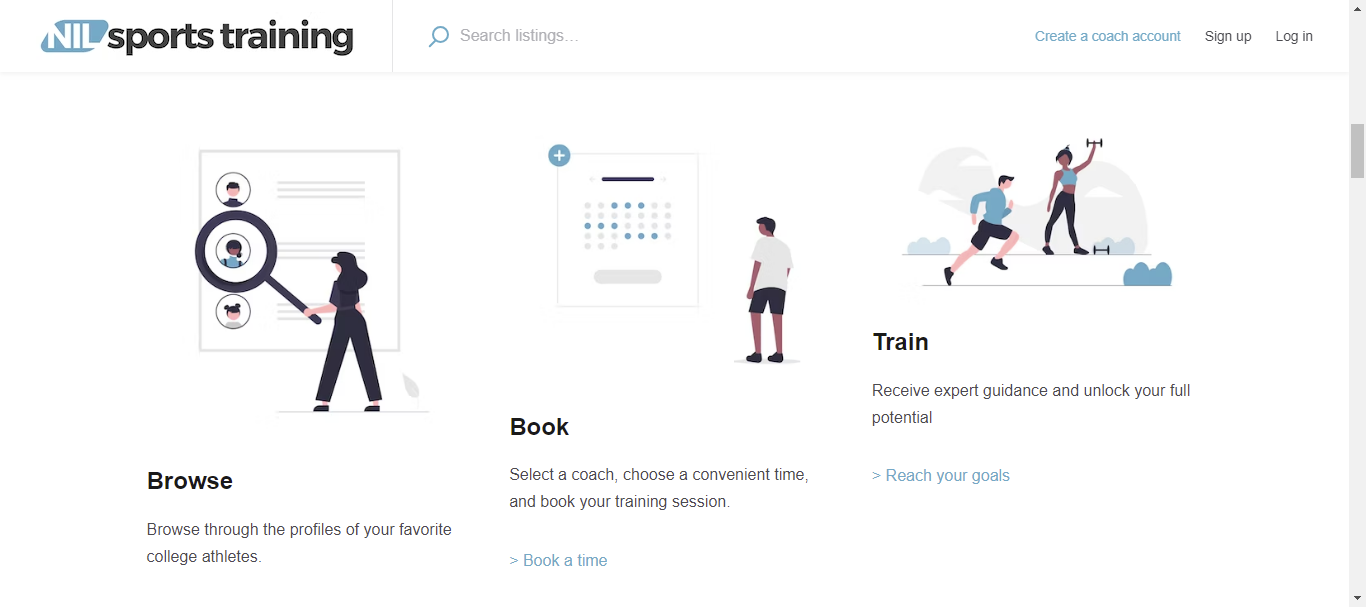 NIL sports training
Search listings...
Create a coach account
Sign up
Log in
Browse
Browse through the profiles of your favorite
college athletes.
Book
Select a coach, choose a convenient time,
and book your training session.
> Book a time
Train
Receive expert guidance and unlock your full
potential
> Reach your goals